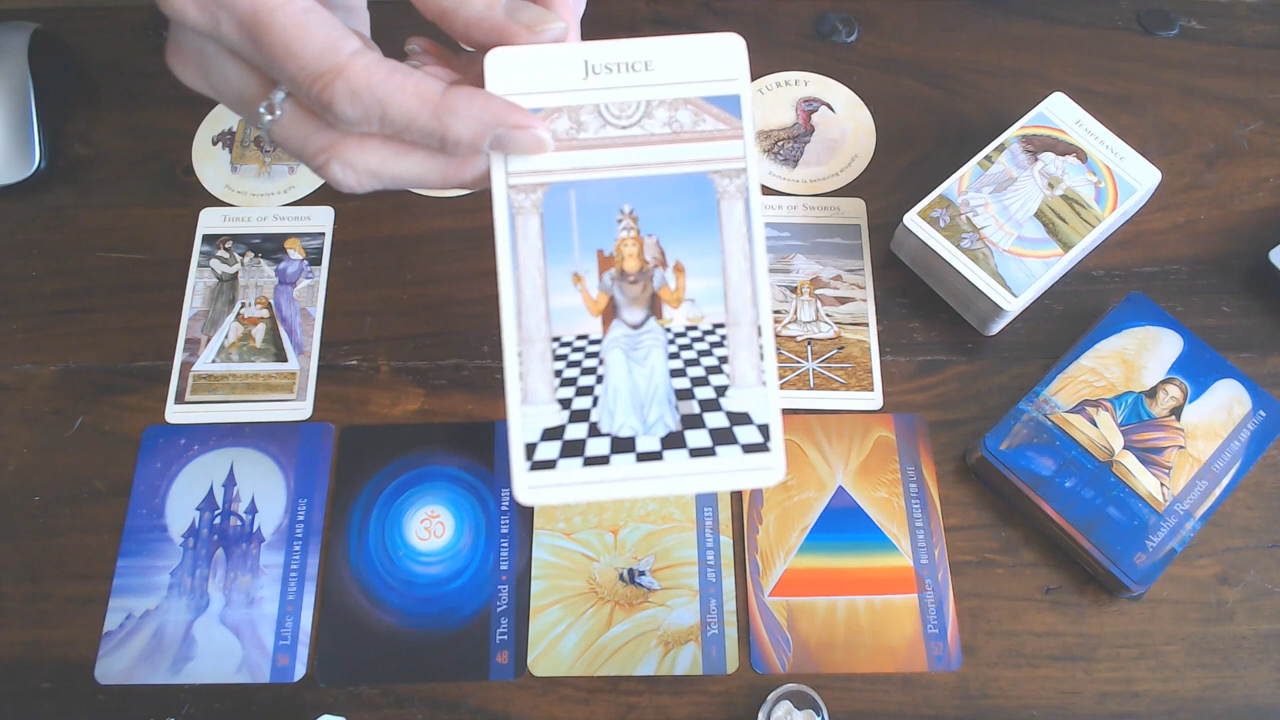 JUSTICE
TURKEY
Someone is behaving stupidly
You will receive a gift
TEMPERANCE
THREE OF SWORDS
OUR OF SWORDS
Lilac • HIGHER REALMS AND MAGIC
48 The Void • RETREAT, REST, PAUSE
Yellow • JOY AND HAPPINESS
52 Priorities • BUILDING BLOCKS FOR LIFE
Akashic Records EVALUATION AND REVIEW
ॐ